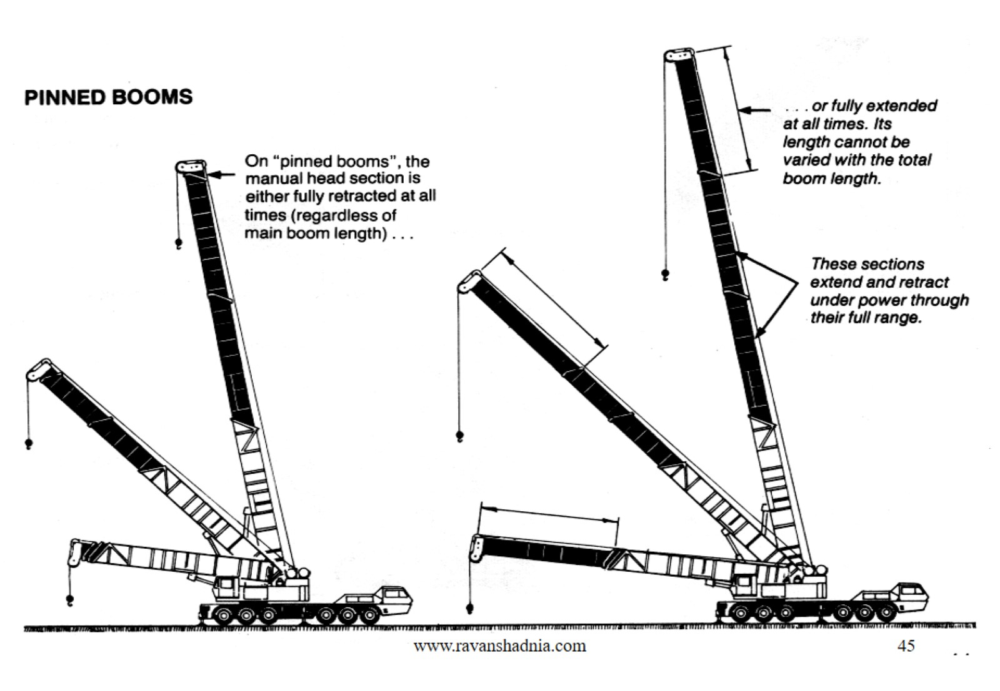 PINNED BOOMS
On “pinned booms”, the
manual head section is
either fully retracted at all
times (regardless of
main boom length) . . .
. . . or fully extended
at all times. Its
length cannot be
varied with the total
boom length.
These sections
extend and retract
under power through
their full range.
www.ravanshadnia.com
45